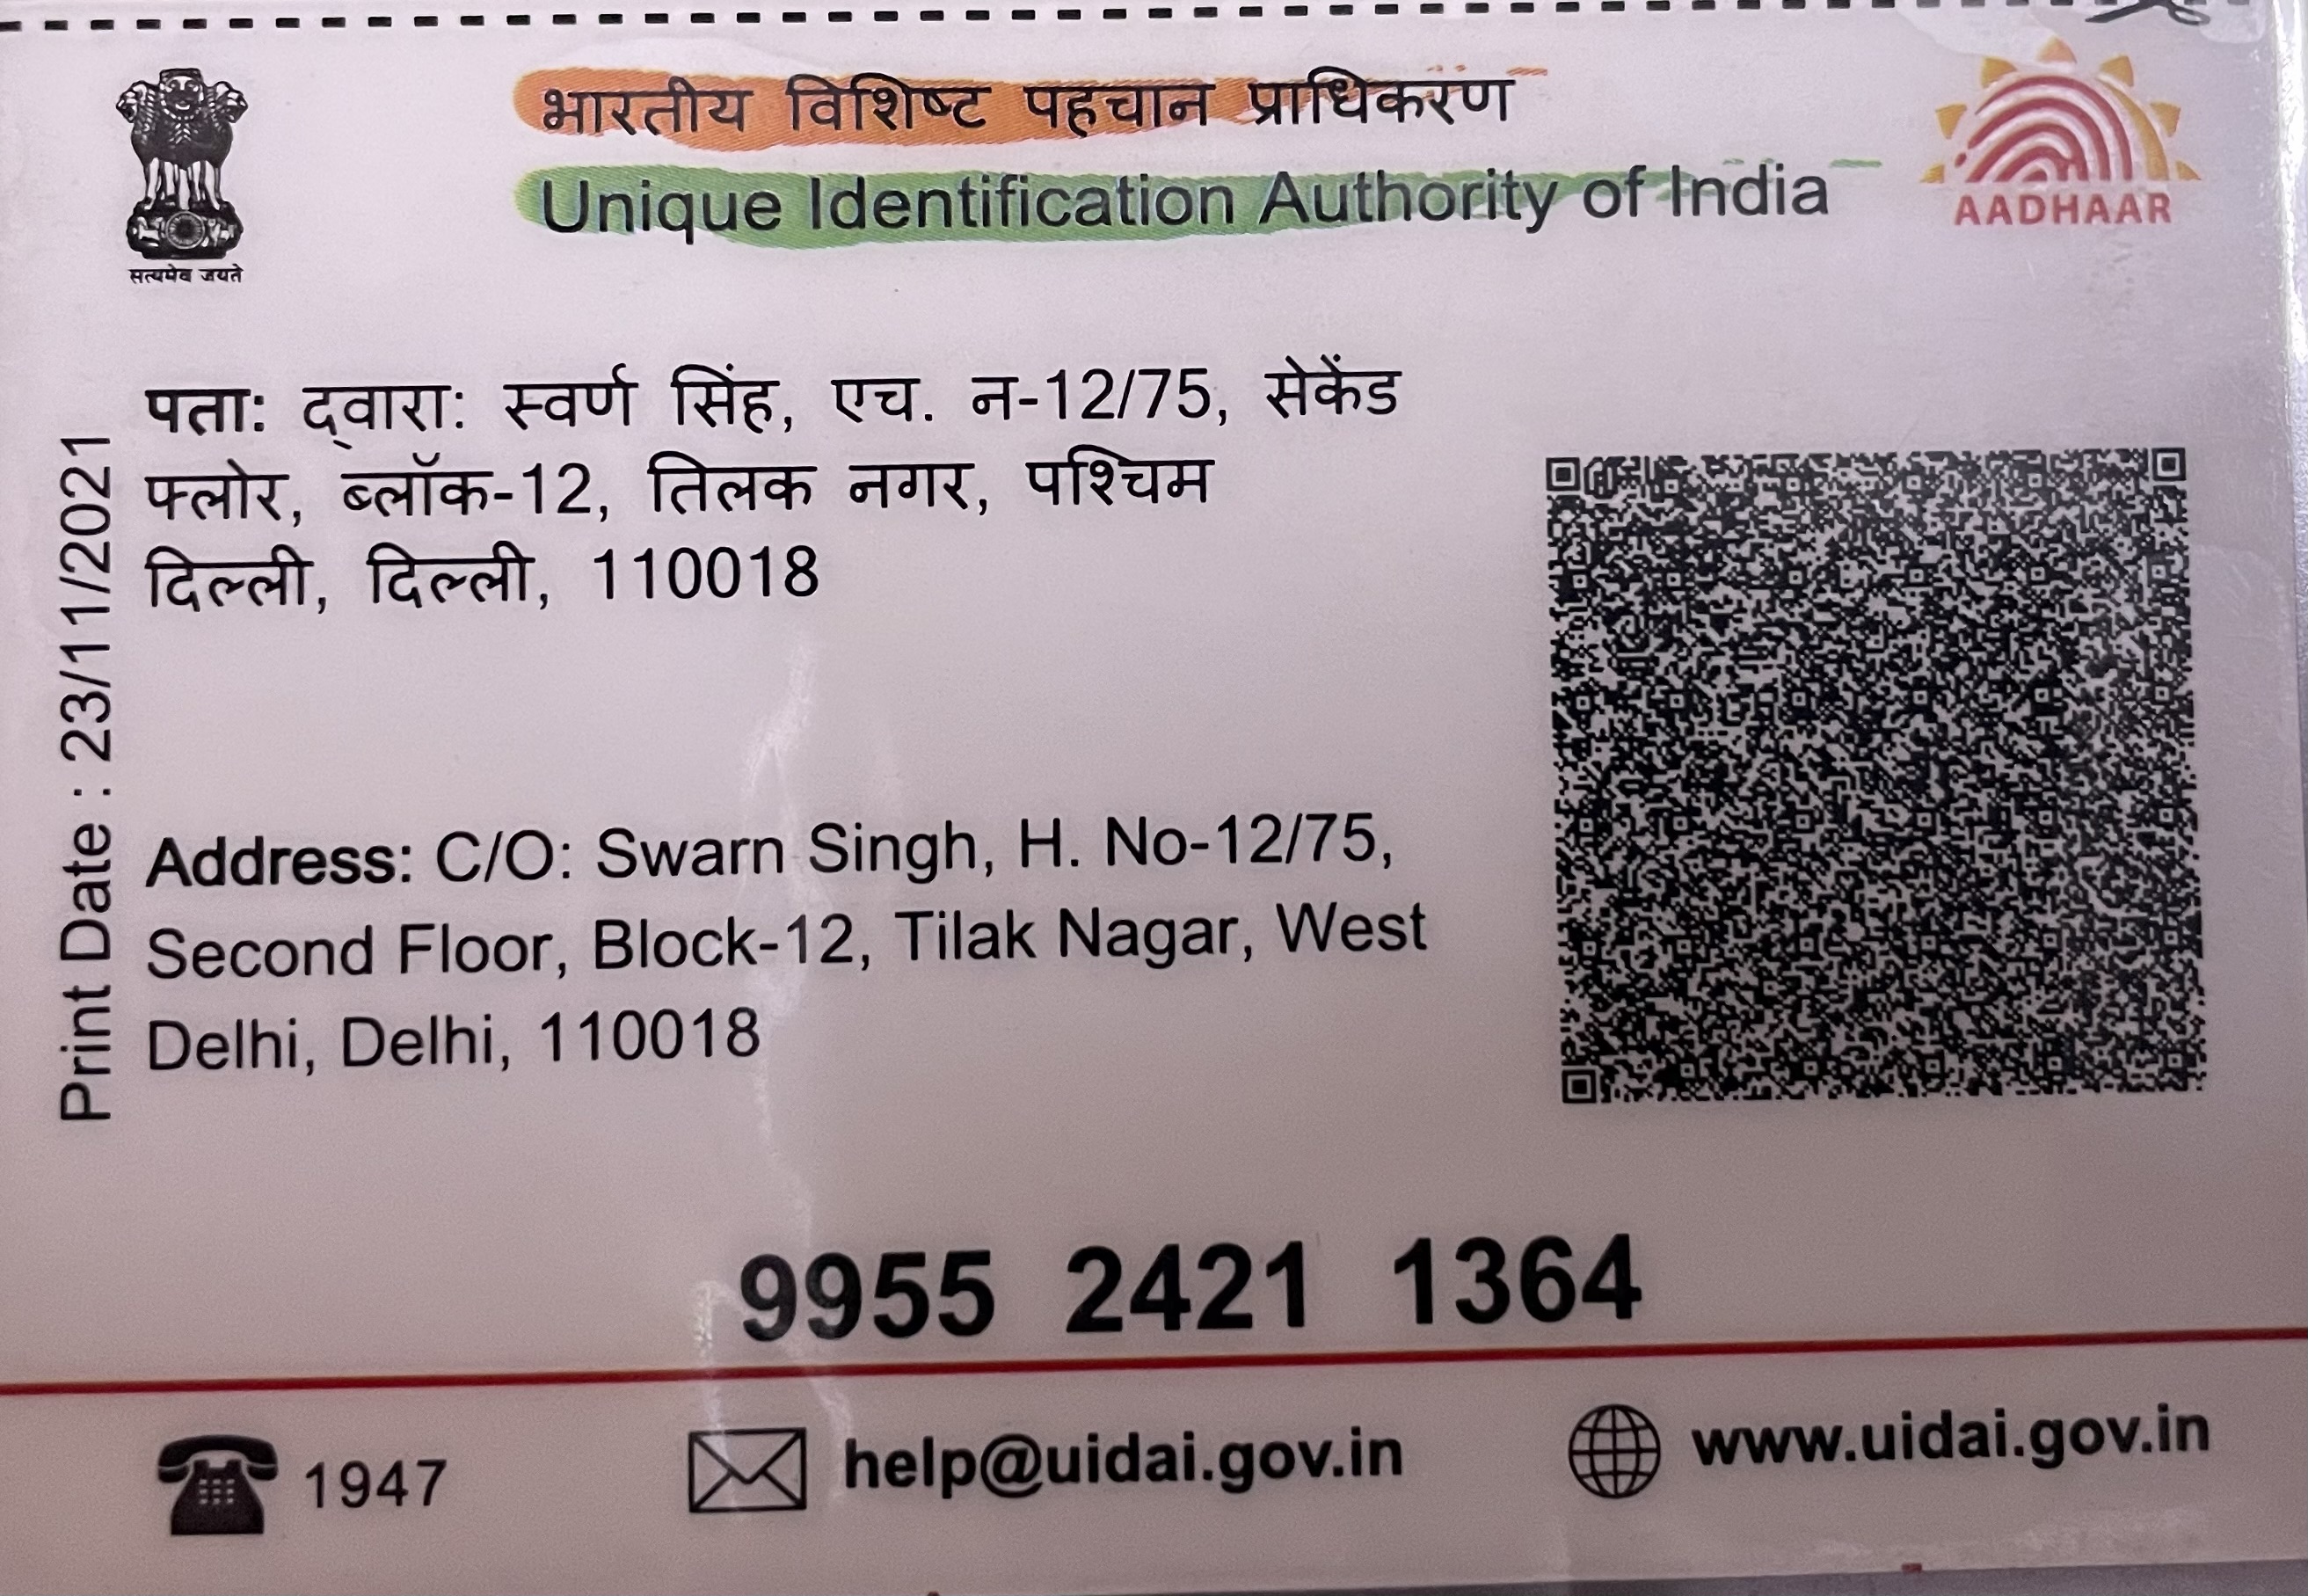 भारतीय विशिष्ट पहचान प्राधिकरण
Unique Identification Authority of India
AADHAAR
सत्यमेव जयते
पता: द्वारा: स्वर्ण सिंह, एच. न-12/75, सेकेंड
फ्लोर, ब्लॉक-12, तिलक नगर, पश्चिम
दिल्ली, दिल्ली, 110018
Print Date : 23/11/2021
Address: C/O: Swarn Singh, H. No-12/75,
Second Floor, Block-12, Tilak Nagar, West
Delhi, Delhi, 110018
9955 2421 1364
1947
help@uidai.gov.in
www.uidai.gov.in